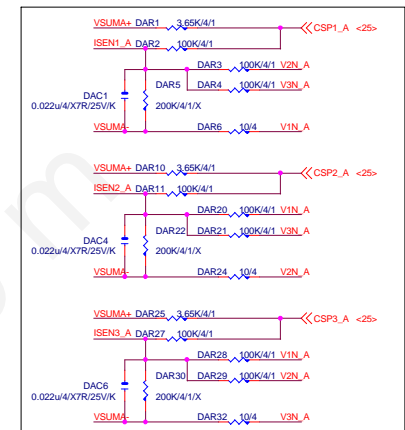 VSUMA+ DAR1 3.65K/4/1 CSP1_A <25>
ISEN1_A DAR2 100K/4/1
DAR3 100K/4/1 V2N_A
DAC1 DAR5 DAR4 100K/4/1 V3N_A
0.022u/4/X7R/25V/K 200K/4/1/X
VSUMA- DAR6 10/4 V1N_A
VSUMA+ DAR10 3.65K/4/1 CSP2_A <25>
ISEN2_A DAR11 100K/4/1
DAR20 100K/4/1 V1N_A
DAC4 DAR22 DAR21 100K/4/1 V3N_A
0.022u/4/X7R/25V/K 200K/4/1/X
VSUMA- DAR24 10/4 V2N_A
VSUMA+ DAR25 3.65K/4/1 CSP3_A <25>
ISEN3_A DAR27 100K/4/1
DAR28 100K/4/1 V1N_A
DAC6 DAR30 DAR29 100K/4/1 V2N_A
0.022u/4/X7R/25V/K 200K/4/1/X
VSUMA- DAR32 10/4 V3N_A